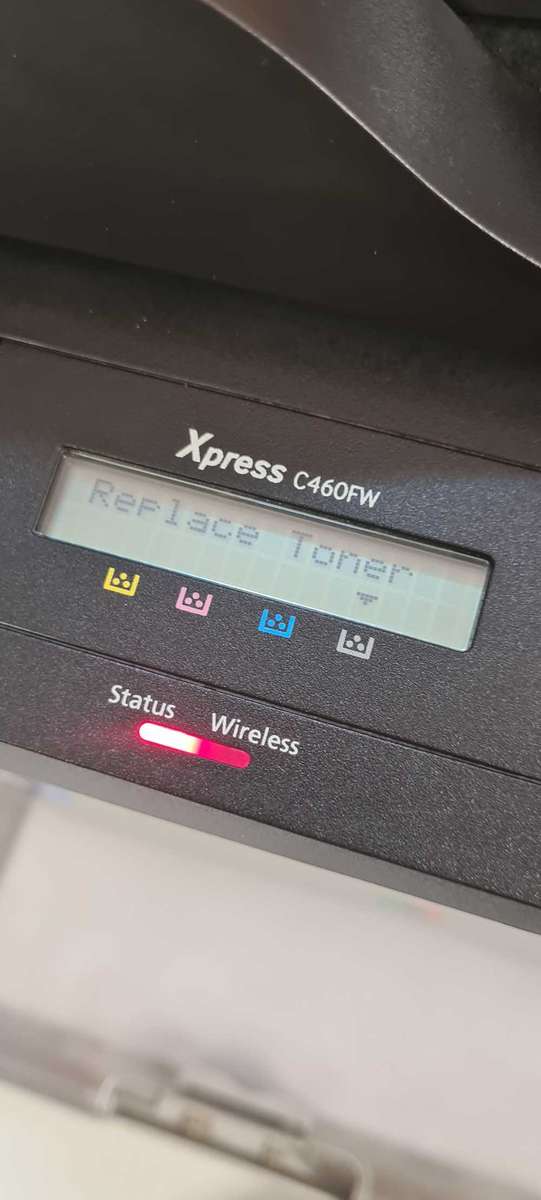 Xpress C460FW
Replace Toner
Status Wireless